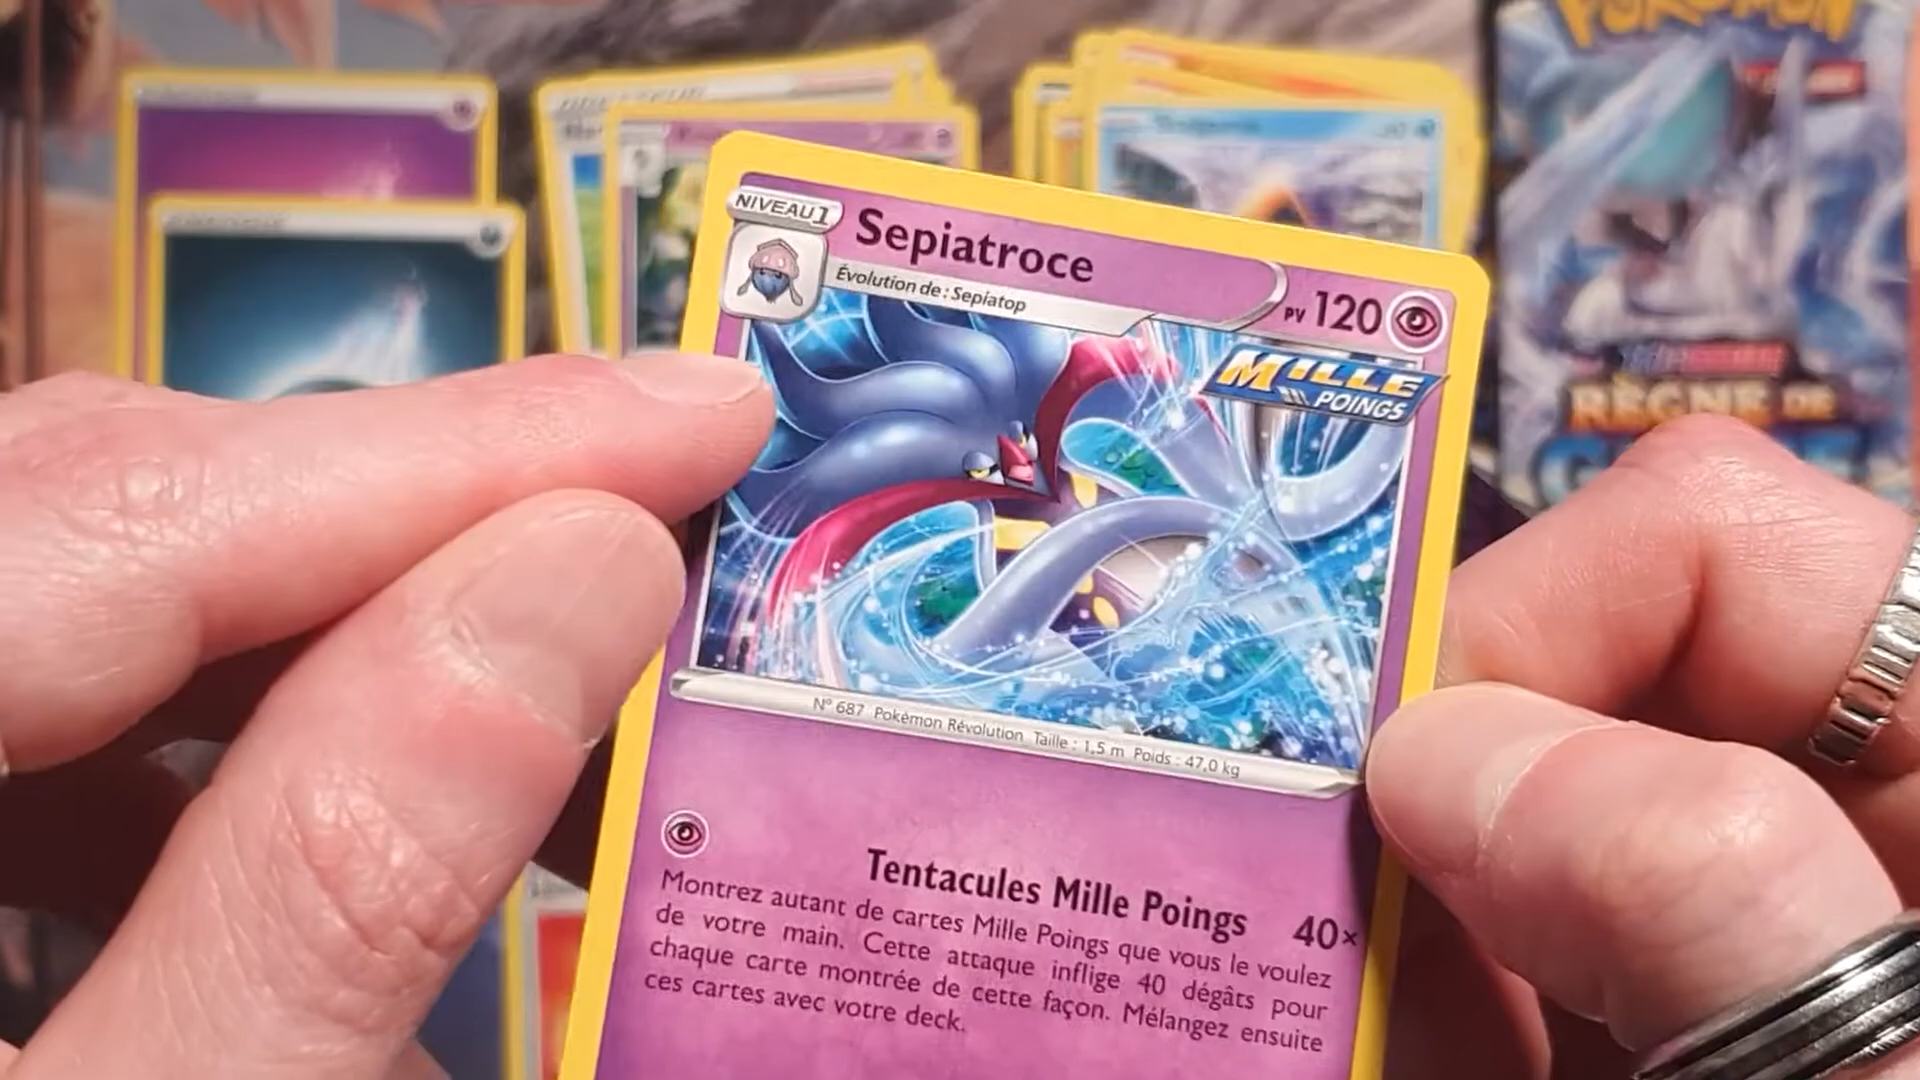 POKÉMON
NIVEAU 1
Sepiatroce
Évolution de : Sepiatop
PV 120
MILLE
POINGS
RÈGNE DE
N° 687 Pokémon Révolution Taille : 1,5 m Poids : 47,0 kg
Tentacules Mille Poings 40×
Montrez autant de cartes Mille Poings que vous le voulez
de votre main. Cette attaque inflige 40 dégâts pour
chaque carte montrée de cette façon. Mélangez ensuite
ces cartes avec votre deck.